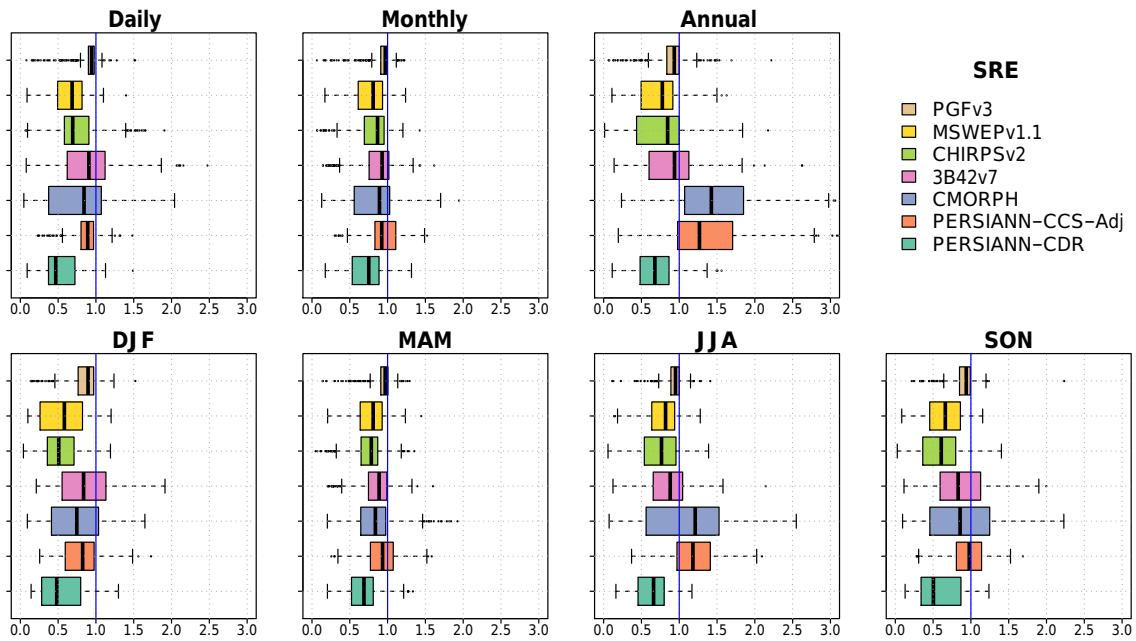 Daily
Monthly
Annual
0.0 0.5 1.0 1.5 2.0 2.5 3.0
0.0 0.5 1.0 1.5 2.0 2.5 3.0
0.0 0.5 1.0 1.5 2.0 2.5 3.0
SRE
PGFv3
MSWEPv1.1
CHIRPSv2
3B42v7
CMORPH
PERSIANN−CCS−Adj
PERSIANN−CDR
DJF
MAM
JJA
SON
0.0 0.5 1.0 1.5 2.0 2.5 3.0
0.0 0.5 1.0 1.5 2.0 2.5 3.0
0.0 0.5 1.0 1.5 2.0 2.5 3.0
0.0 0.5 1.0 1.5 2.0 2.5 3.0